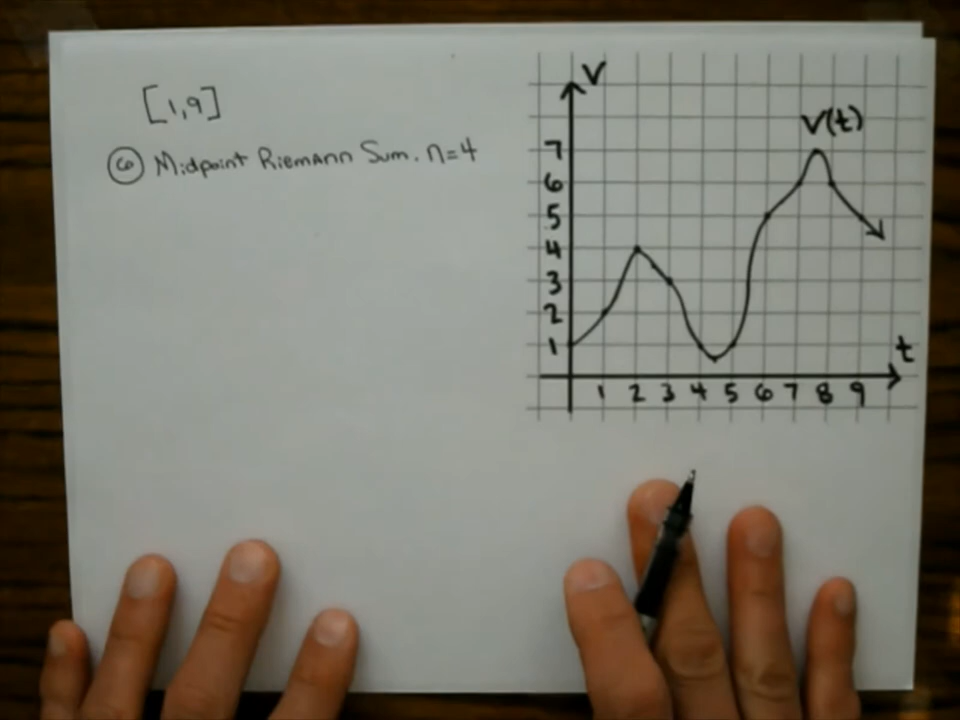 [1,9]
⑥ Midpoint Riemann Sum. n=4
V
V(t)
7
6
5
4
3
2
1
t
1 2 3 4 5 6 7 8 9